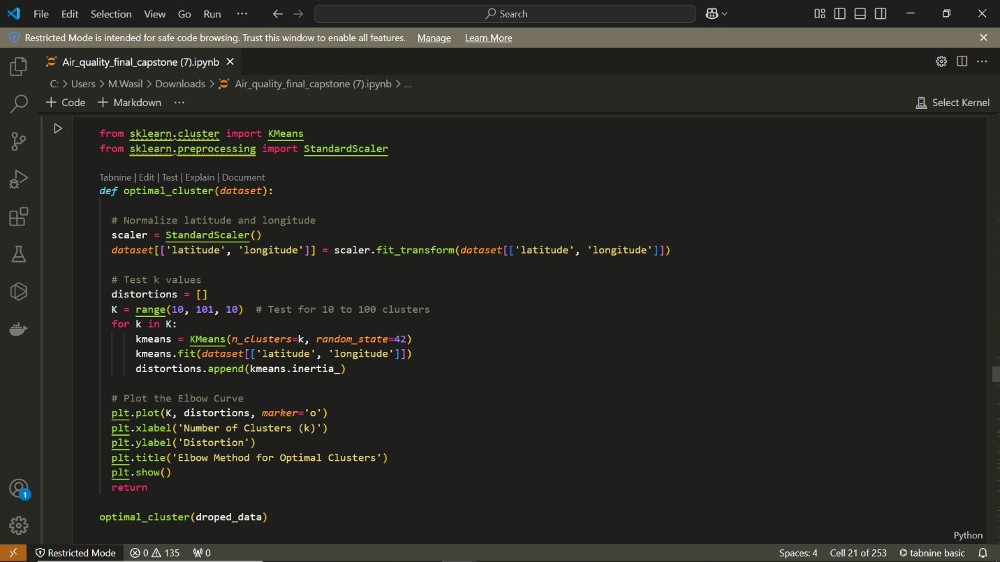 File Edit Selection View Go Run ··· Search
Restricted Mode is intended for safe code browsing. Trust this window to enable all features. Manage Learn More
Air_quality_final_capstone (7).ipynb
C: > Users > M.Wasil > Downloads > Air_quality_final_capstone (7).ipynb > ...
+ Code + Markdown ··· Select Kernel
from sklearn.cluster import KMeans
from sklearn.preprocessing import StandardScaler
Tabnine | Edit | Test | Explain | Document
def optimal_cluster(dataset):
# Normalize latitude and longitude
scaler = StandardScaler()
dataset[['latitude', 'longitude']] = scaler.fit_transform(dataset[['latitude', 'longitude']])
# Test k values
distortions = []
K = range(10, 101, 10)  # Test for 10 to 100 clusters
for k in K:
kmeans = KMeans(n_clusters=k, random_state=42)
kmeans.fit(dataset[['latitude', 'longitude']])
distortions.append(kmeans.inertia_)
# Plot the Elbow Curve
plt.plot(K, distortions, marker='o')
plt.xlabel('Number of Clusters (k)')
plt.ylabel('Distortion')
plt.title('Elbow Method for Optimal Clusters')
plt.show()
return
optimal_cluster(droped_data)
Python
1
Restricted Mode 0 135 0 Spaces: 4 Cell 21 of 253 tabnine basic